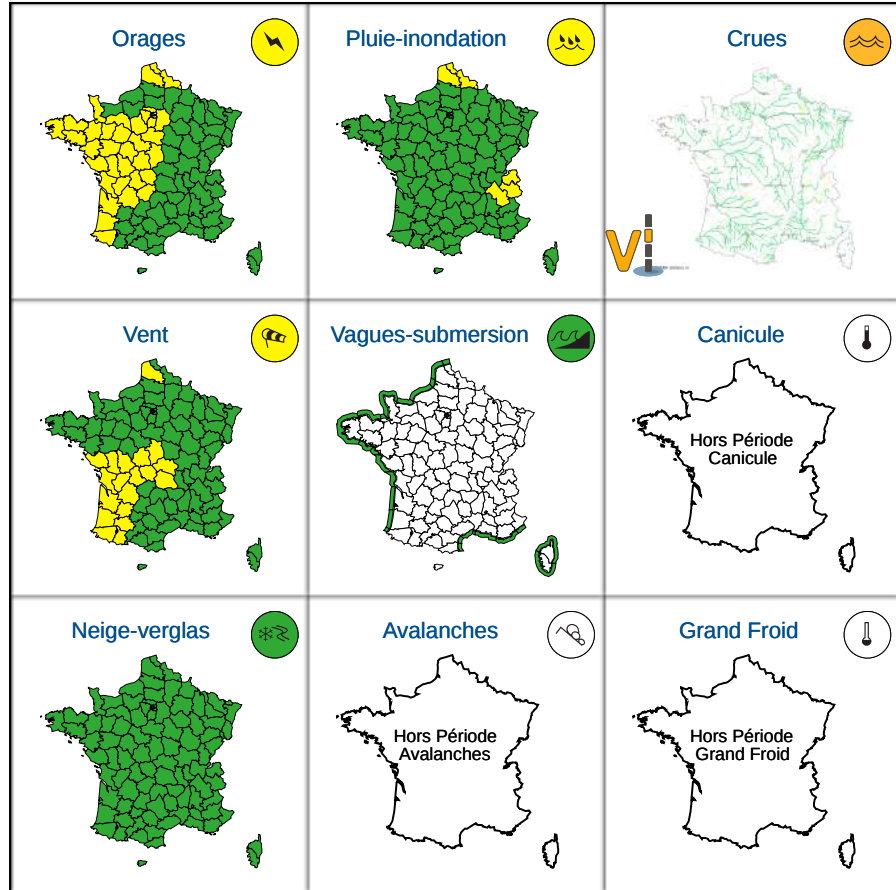 Orages
Pluie-inondation
Crues
Vi
Vent
Vagues-submersion
Canicule
Hors Période
Canicule
Neige-verglas
Avalanches
Grand Froid
Hors Période
Avalanches
Hors Période
Grand Froid